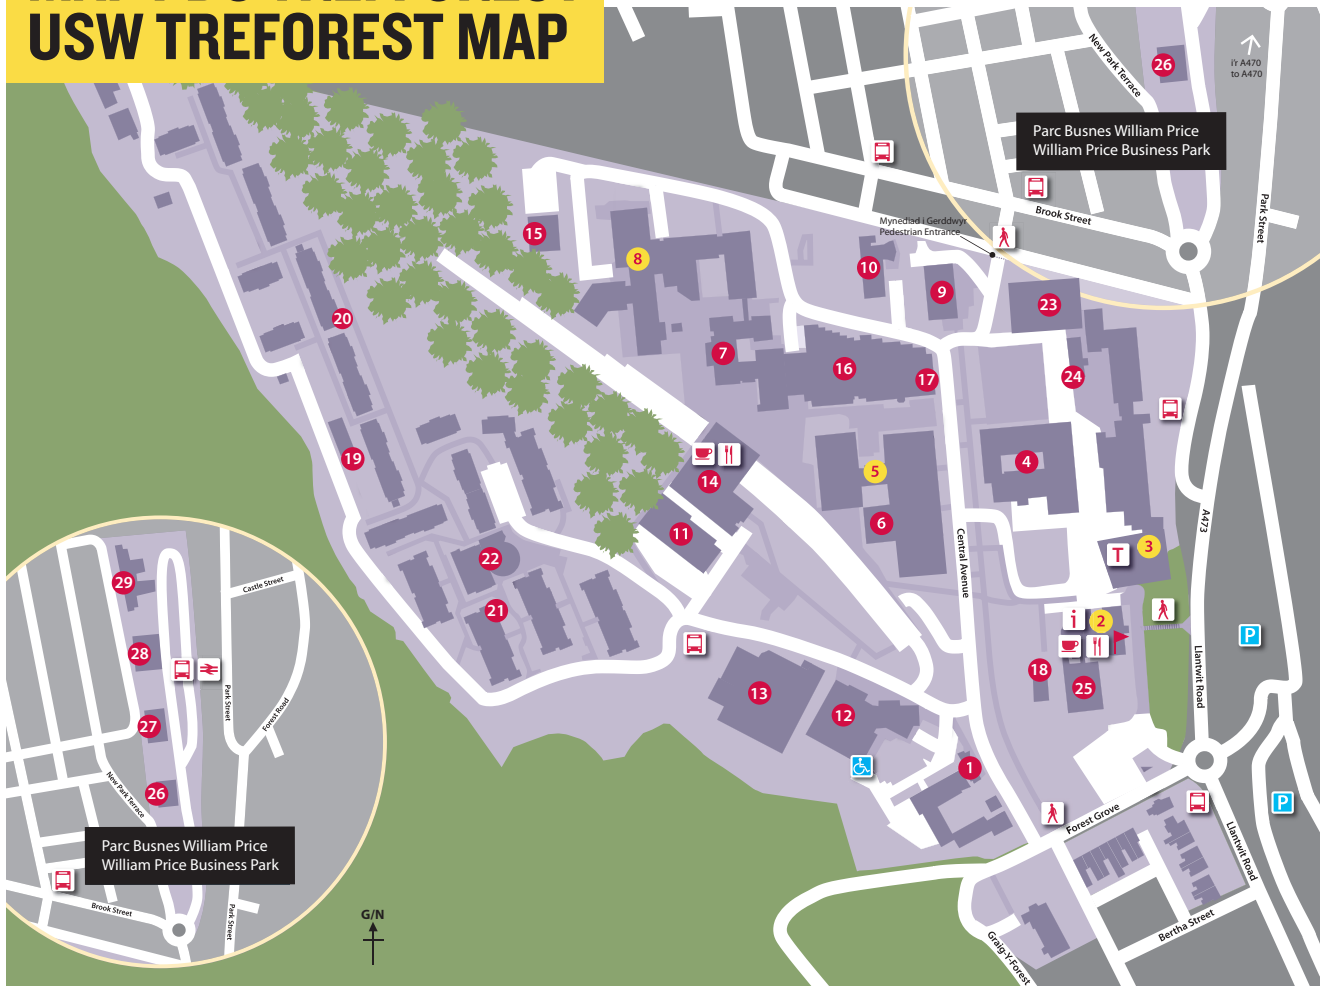 USW TREFOREST MAP
26
i'r A470
to A470
New Park Terrace
Parc Busnes William Price
William Price Business Park
Brook Street
Park Street
Mynediad i Gerddwyr
Pedestrian Entrance
15
8
10
9
23
20
7
16
17
24
19
14
5
4
6
11
3
T
A473
Central Avenue
22
21
i
2
P
18
25
Llantwit Road
13
12
1
P
Forest Grove
Llantwit Road
Bertha Street
Graig-Y-Forest
29
Castle Street
28
Park Street
Forest Road
27
New Park Terrace
26
Parc Busnes William Price
William Price Business Park
Brook Street
Park Street
G/N